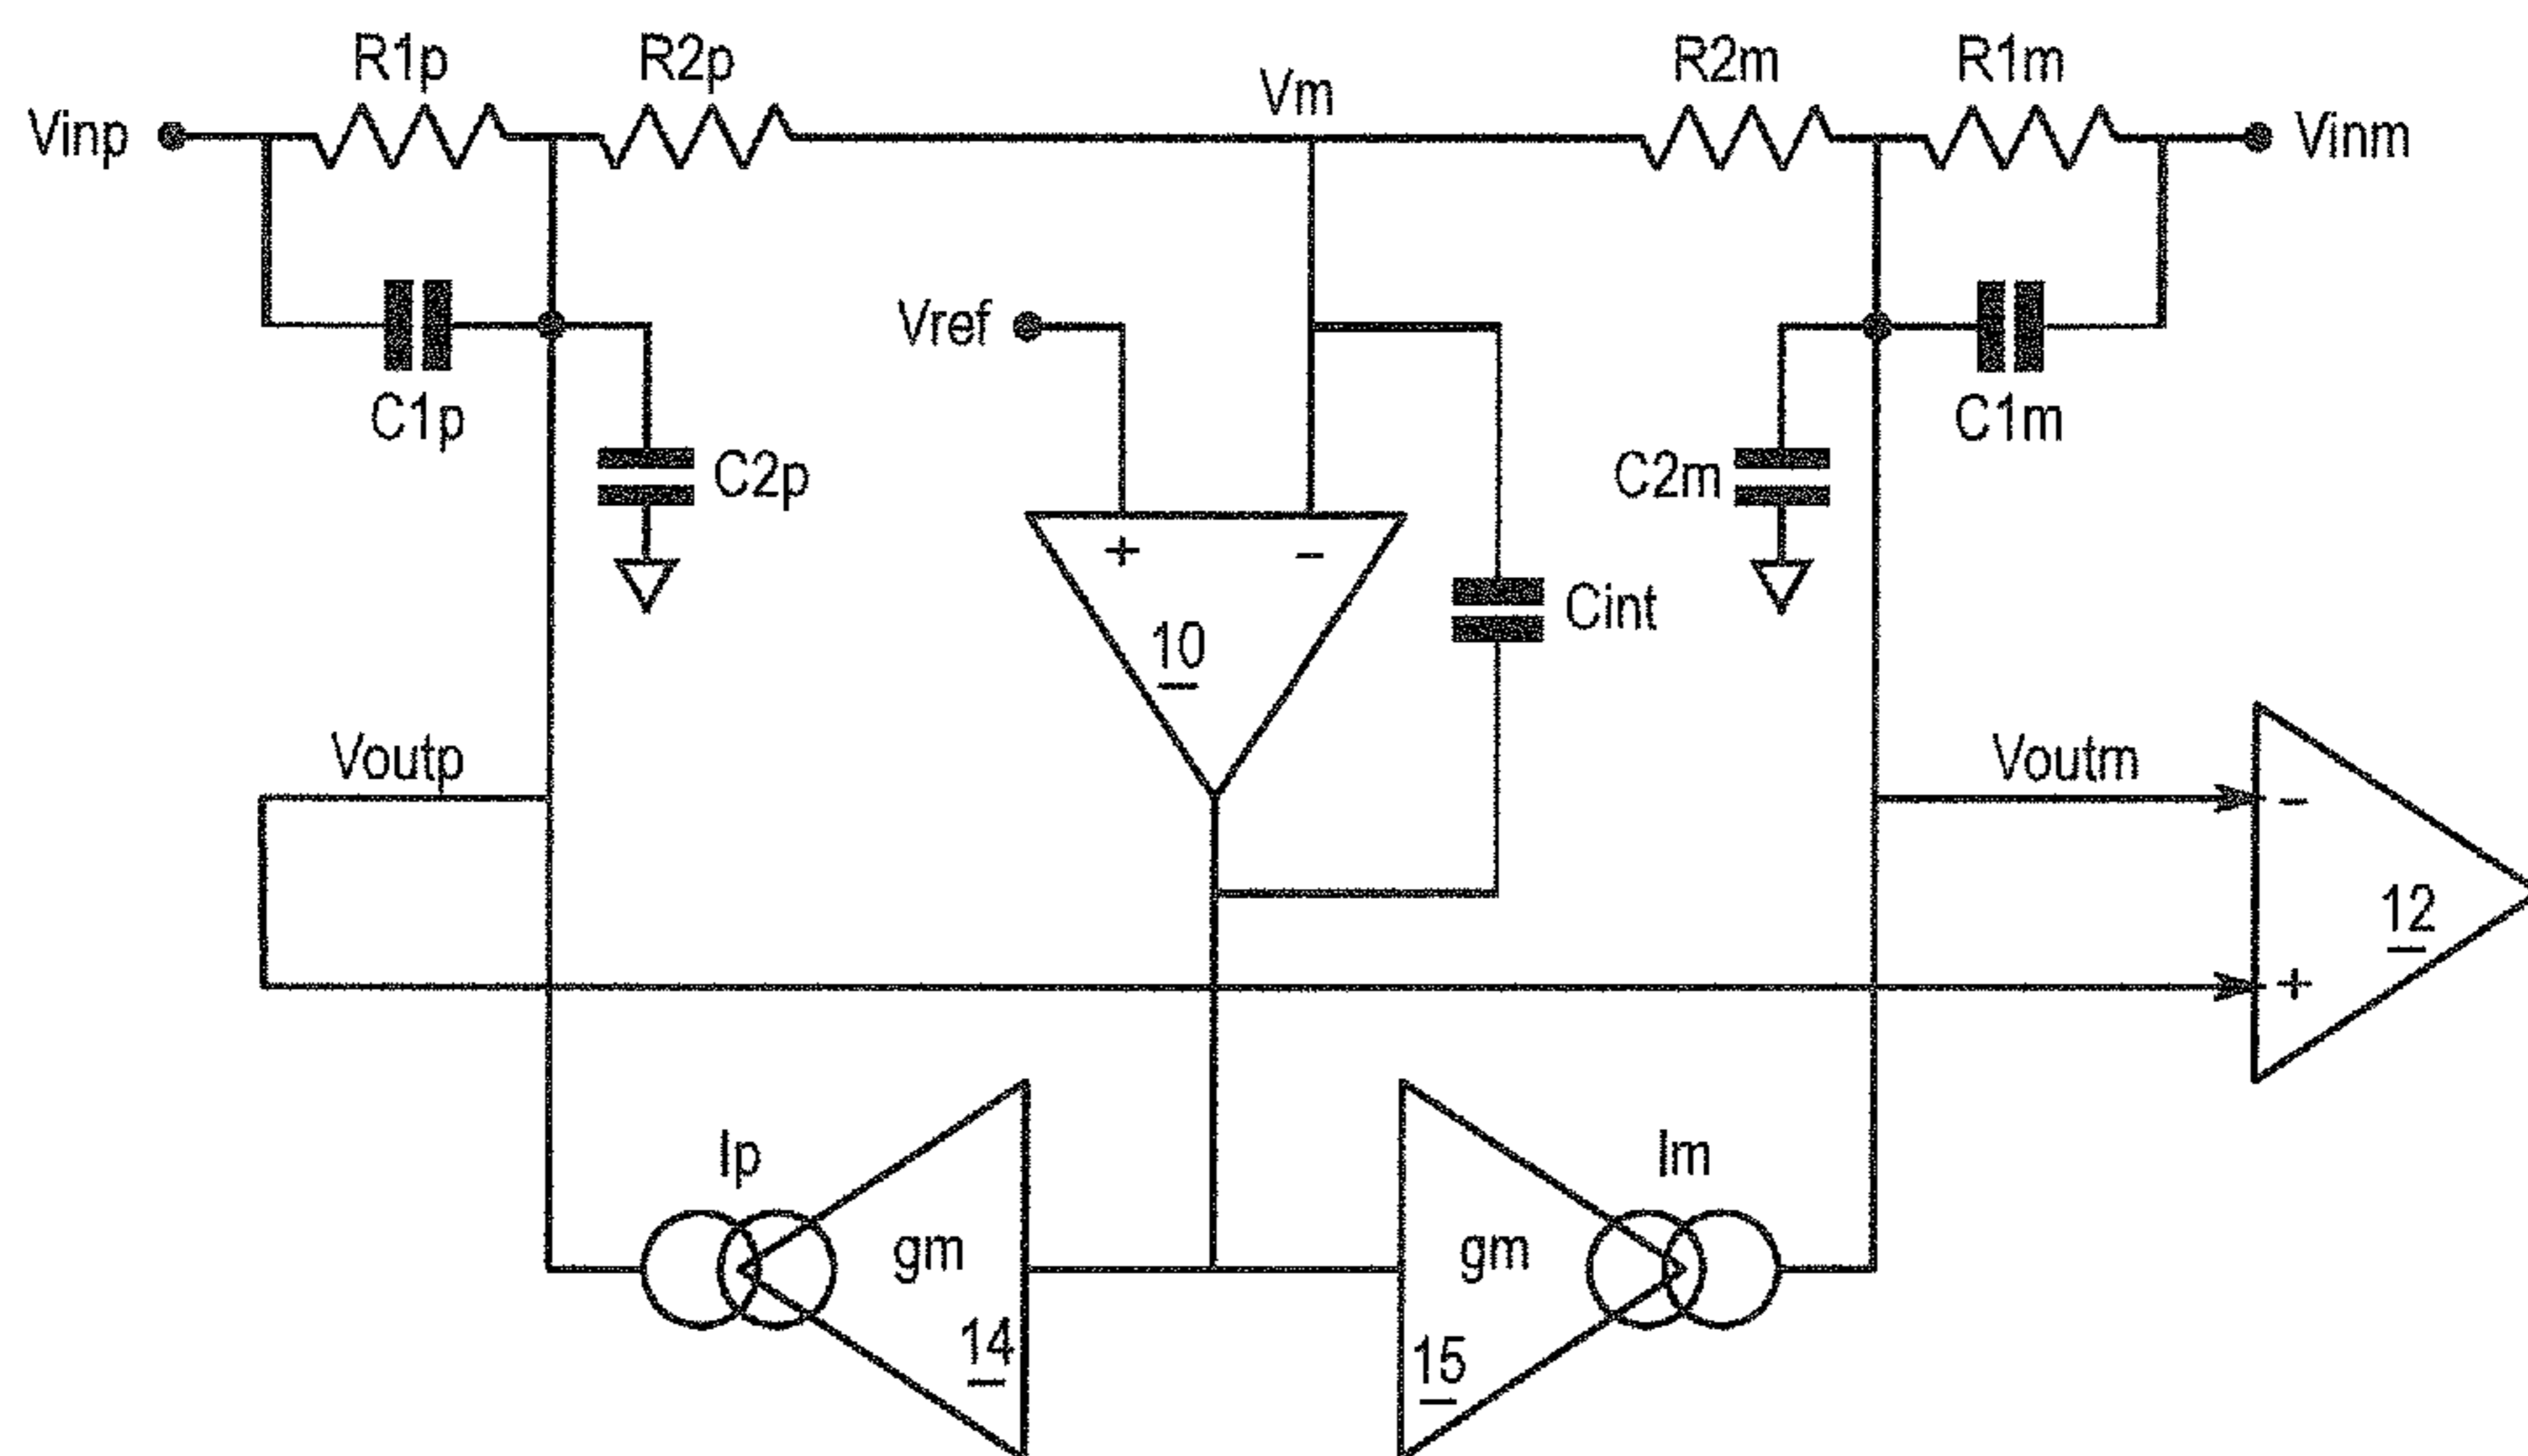 R1p
R2p
Vm
R2m
R1m
Vinp
Vinm
Vref
C1p
C1m
C2p
C2m
+
−
10
Cint
Voutp
Voutm
−
12
+
Ip
Im
gm
gm
14
15